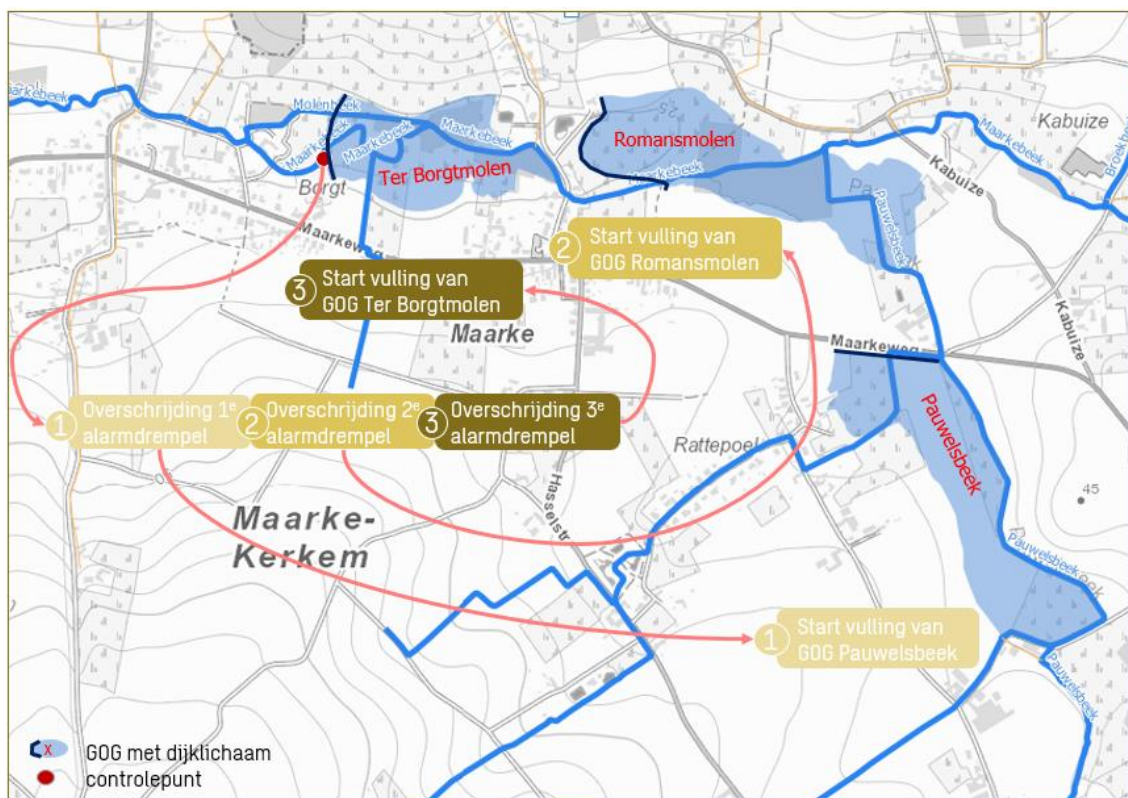 Molenbeek
Maarkebeek
Maarkebeek
Maarkebeek
Borgt
Ter Borgtmolen
Maarkebeek
25
Romansmolen
Maarkebeek
Maarkebeek
Kabuize
Kabuize
Pauwelsbeek
Maarkeweg
2 Start vulling van
GOG Romansmolen
3 Start vulling van
GOG Ter Borgtmolen
Maarke
Maarkeweg
Kabuize
1 Overschrijding 1e
alarmdrempel
2 Overschrijding 2e
alarmdrempel
3 Overschrijding 3e
alarmdrempel
Rattepoel
Pauwelsbeek
45
Hasselstr
Maarke-
Kerkem
Pauwelsbeek
1 Start vulling van
GOG Pauwelsbeek
Pauwelsbeek
x GOG met dijklichaam
controlepunt